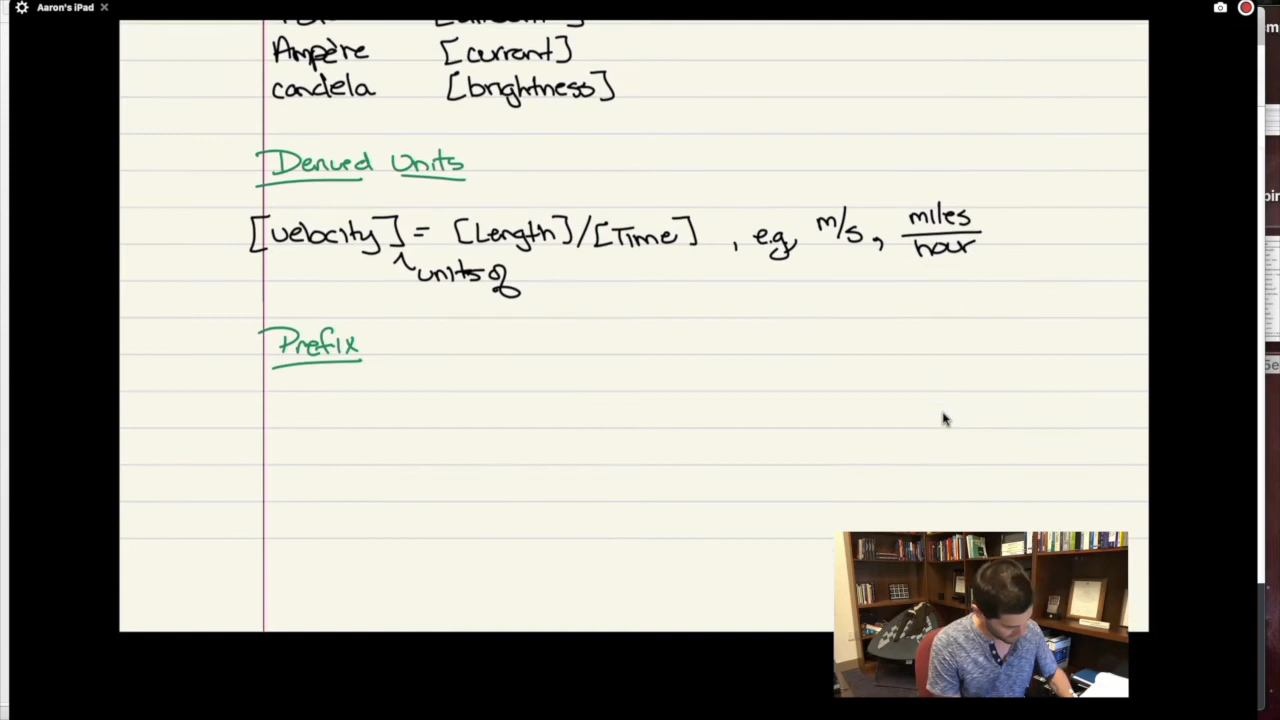 Aaron's iPad
Ampère [current]
candela [brightness]
Derived Units
[velocity] = [Length]/[Time] , e.g, m/s, miles
hour
units of
Prefix